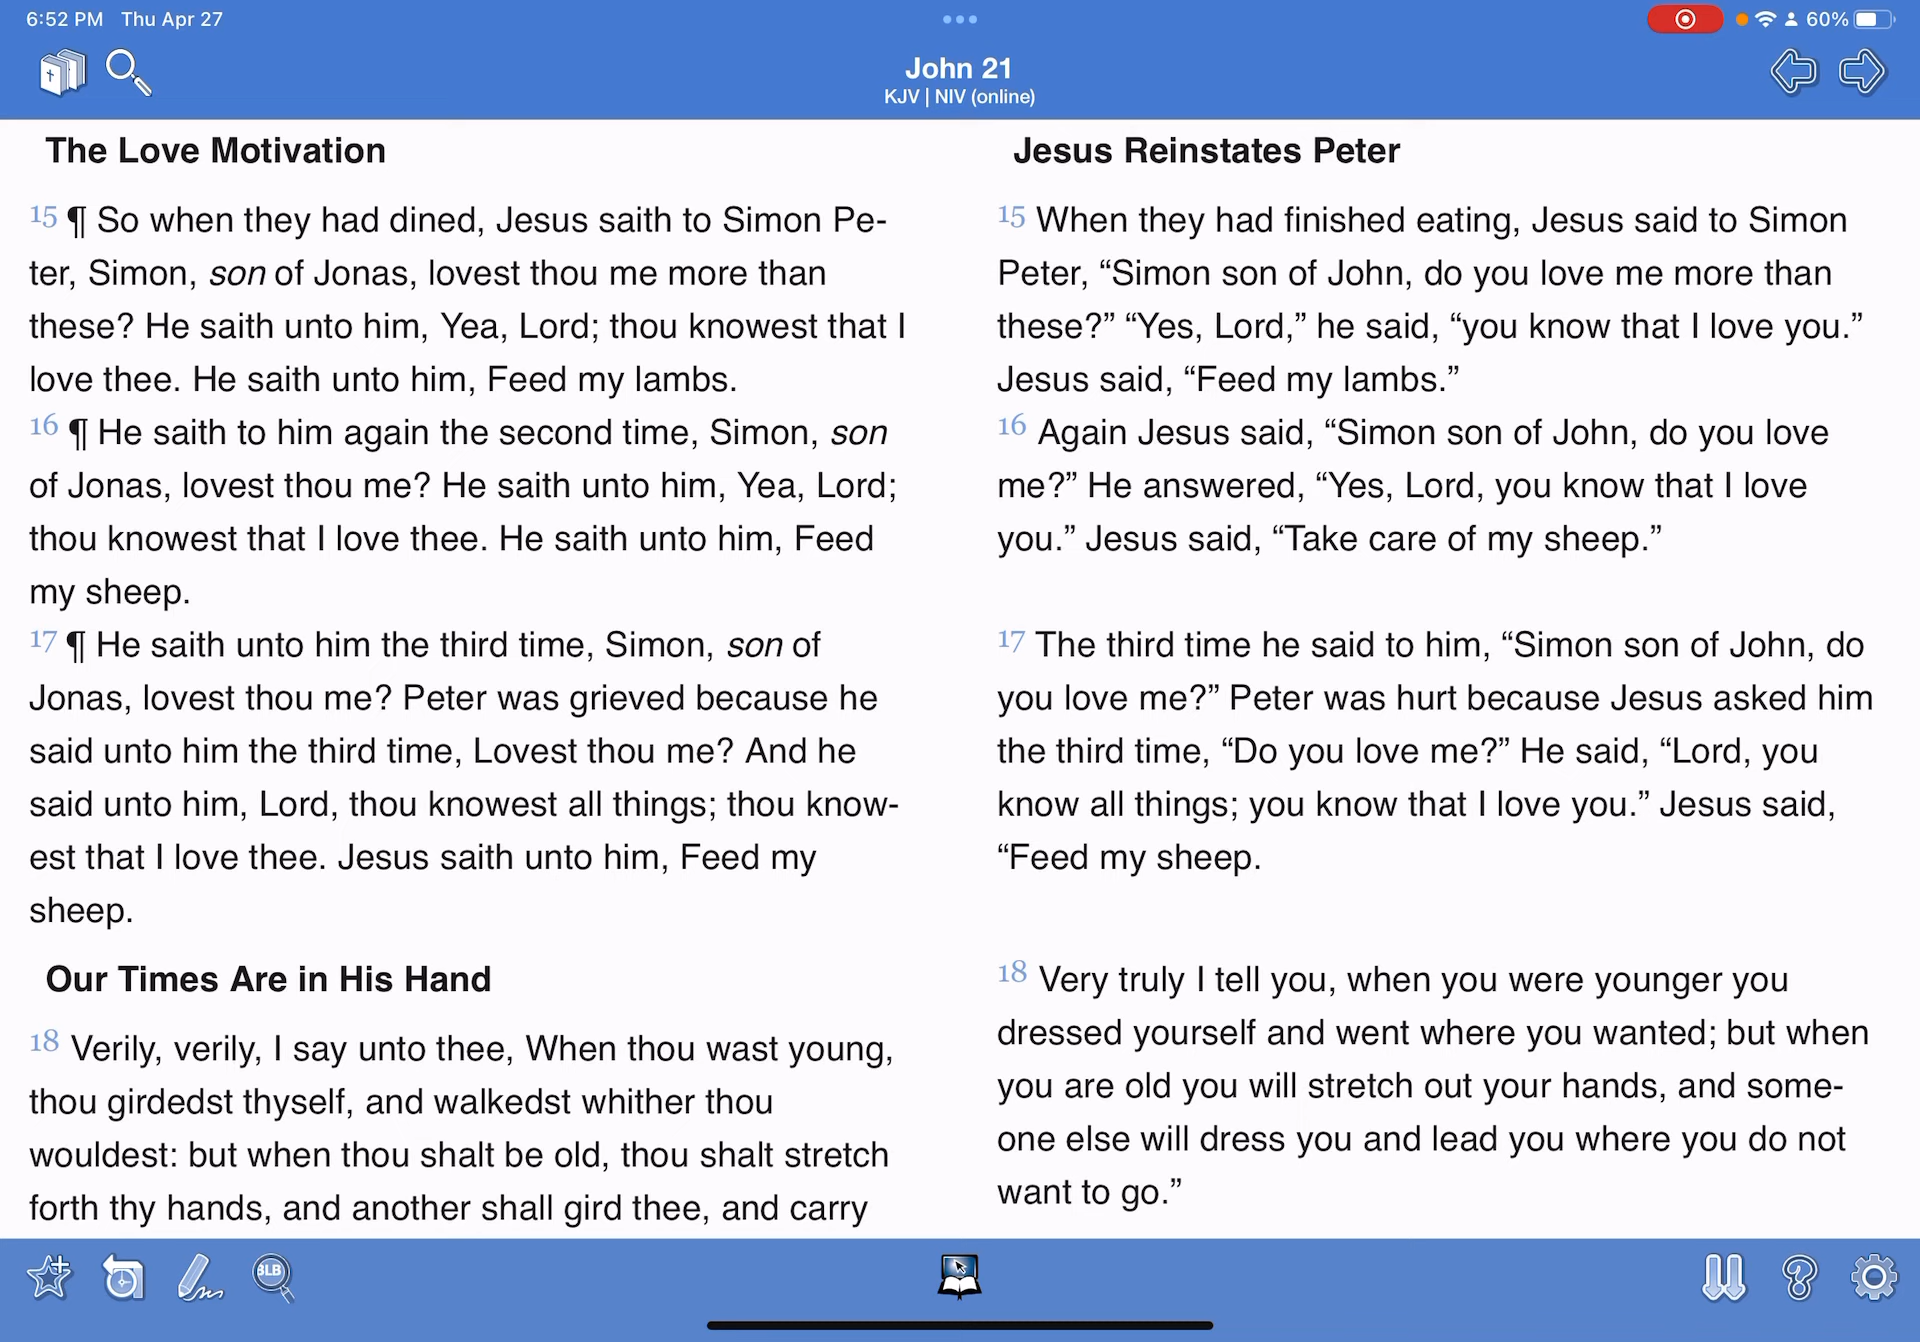 6:52 PM Thu Apr 27
60%
John 21
KJV | NIV (online)
The Love Motivation
15 ¶ So when they had dined, Jesus saith to Simon Pe-
ter, Simon, son of Jonas, lovest thou me more than
these? He saith unto him, Yea, Lord; thou knowest that I
love thee. He saith unto him, Feed my lambs.
16 ¶ He saith to him again the second time, Simon, son
of Jonas, lovest thou me? He saith unto him, Yea, Lord;
thou knowest that I love thee. He saith unto him, Feed
my sheep.
17 ¶ He saith unto him the third time, Simon, son of
Jonas, lovest thou me? Peter was grieved because he
said unto him the third time, Lovest thou me? And he
said unto him, Lord, thou knowest all things; thou know-
est that I love thee. Jesus saith unto him, Feed my
sheep.
Our Times Are in His Hand
18 Verily, verily, I say unto thee, When thou wast young,
thou girdedst thyself, and walkedst whither thou
wouldest: but when thou shalt be old, thou shalt stretch
forth thy hands, and another shall gird thee, and carry
Jesus Reinstates Peter
15 When they had finished eating, Jesus said to Simon
Peter, “Simon son of John, do you love me more than
these?” “Yes, Lord,” he said, “you know that I love you.”
Jesus said, “Feed my lambs.”
16 Again Jesus said, “Simon son of John, do you love
me?” He answered, “Yes, Lord, you know that I love
you.” Jesus said, “Take care of my sheep.”
17 The third time he said to him, “Simon son of John, do
you love me?” Peter was hurt because Jesus asked him
the third time, “Do you love me?” He said, “Lord, you
know all things; you know that I love you.” Jesus said,
“Feed my sheep.
18 Very truly I tell you, when you were younger you
dressed yourself and went where you wanted; but when
you are old you will stretch out your hands, and some-
one else will dress you and lead you where you do not
want to go.”
BLB